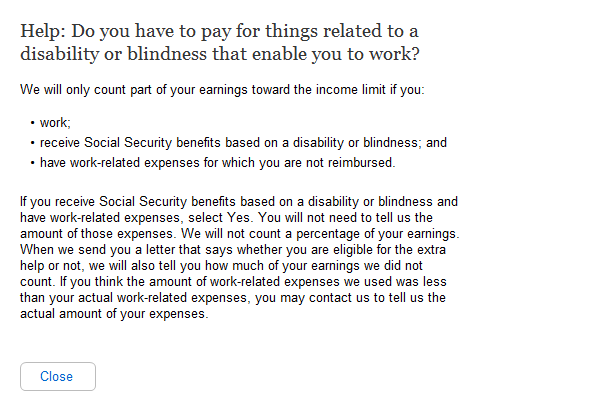 Help: Do you have to pay for things related to a
disability or blindness that enable you to work?
We will only count part of your earnings toward the income limit if you:
• work;
• receive Social Security benefits based on a disability or blindness; and
• have work-related expenses for which you are not reimbursed.
If you receive Social Security benefits based on a disability or blindness and
have work-related expenses, select Yes. You will not need to tell us the
amount of those expenses. We will not count a percentage of your earnings.
When we send you a letter that says whether you are eligible for the extra
help or not, we will also tell you how much of your earnings we did not
count. If you think the amount of work-related expenses we used was less
than your actual work-related expenses, you may contact us to tell us the
actual amount of your expenses.
Close